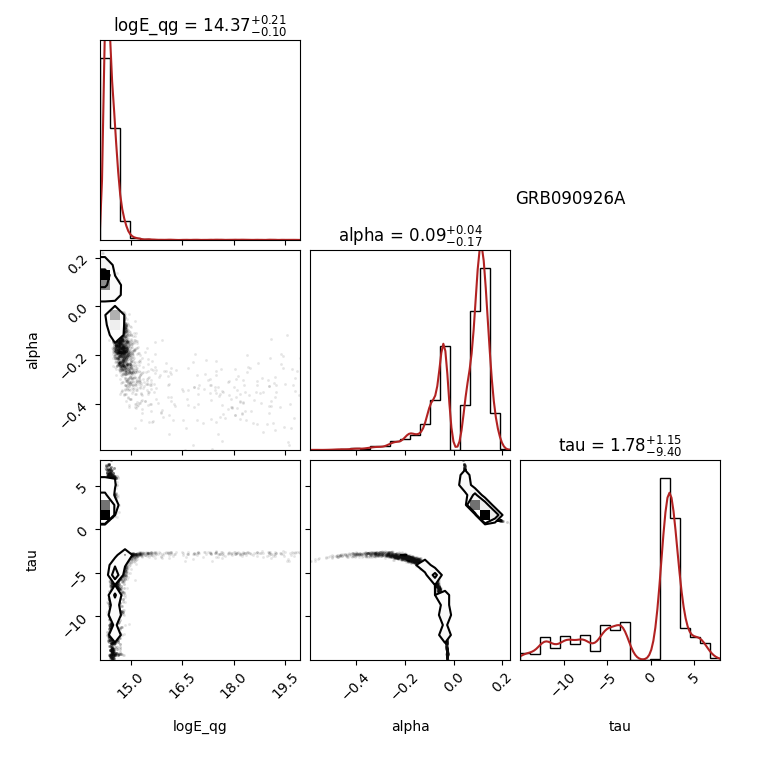 logE_qg = 14.37+0.21−0.10
GRB090926A
alpha = 0.09+0.04−0.17
0.2
0.0
−0.2
−0.4
alpha
tau = 1.78+1.15−9.40
5
0
−5
−10
tau
15.0 16.5 18.0 19.5 −0.4 −0.2 0.0 0.2 −10 −5 0 5
logE_qg alpha tau